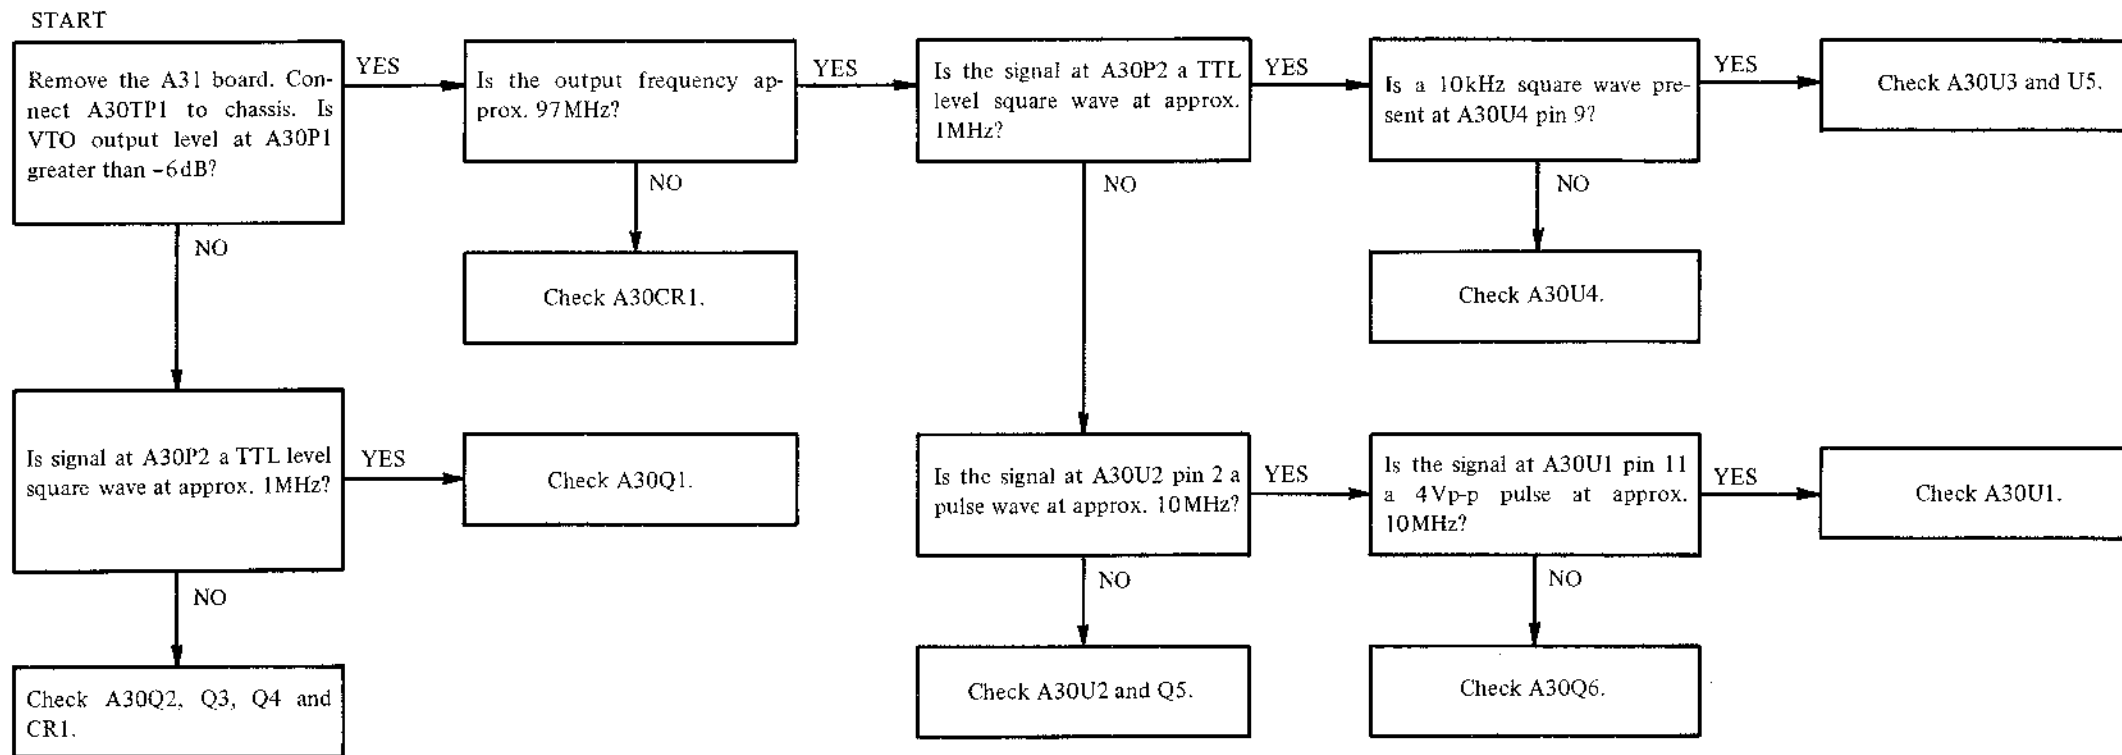 START
Remove the A31 board. Con-
nect A30TP1 to chassis. Is
VTO output level at A30P1
greater than -6dB?
YES
Is the output frequency ap-
prox. 97MHz?
YES
Is the signal at A30P2 a TTL
level square wave at approx.
1MHz?
YES
Is a 10kHz square wave pre-
sent at A30U4 pin 9?
YES
Check A30U3 and U5.
NO
NO
NO
NO
Check A30CR1.
Check A30U4.
Is signal at A30P2 a TTL level
square wave at approx. 1MHz?
YES
Check A30Q1.
Is the signal at A30U2 pin 2 a
pulse wave at approx. 10MHz?
YES
Is the signal at A30U1 pin 11
a 4Vp-p pulse at approx.
10MHz?
YES
Check A30U1.
NO
NO
NO
Check A30Q2, Q3, Q4 and
CR1.
Check A30U2 and Q5.
Check A30Q6.